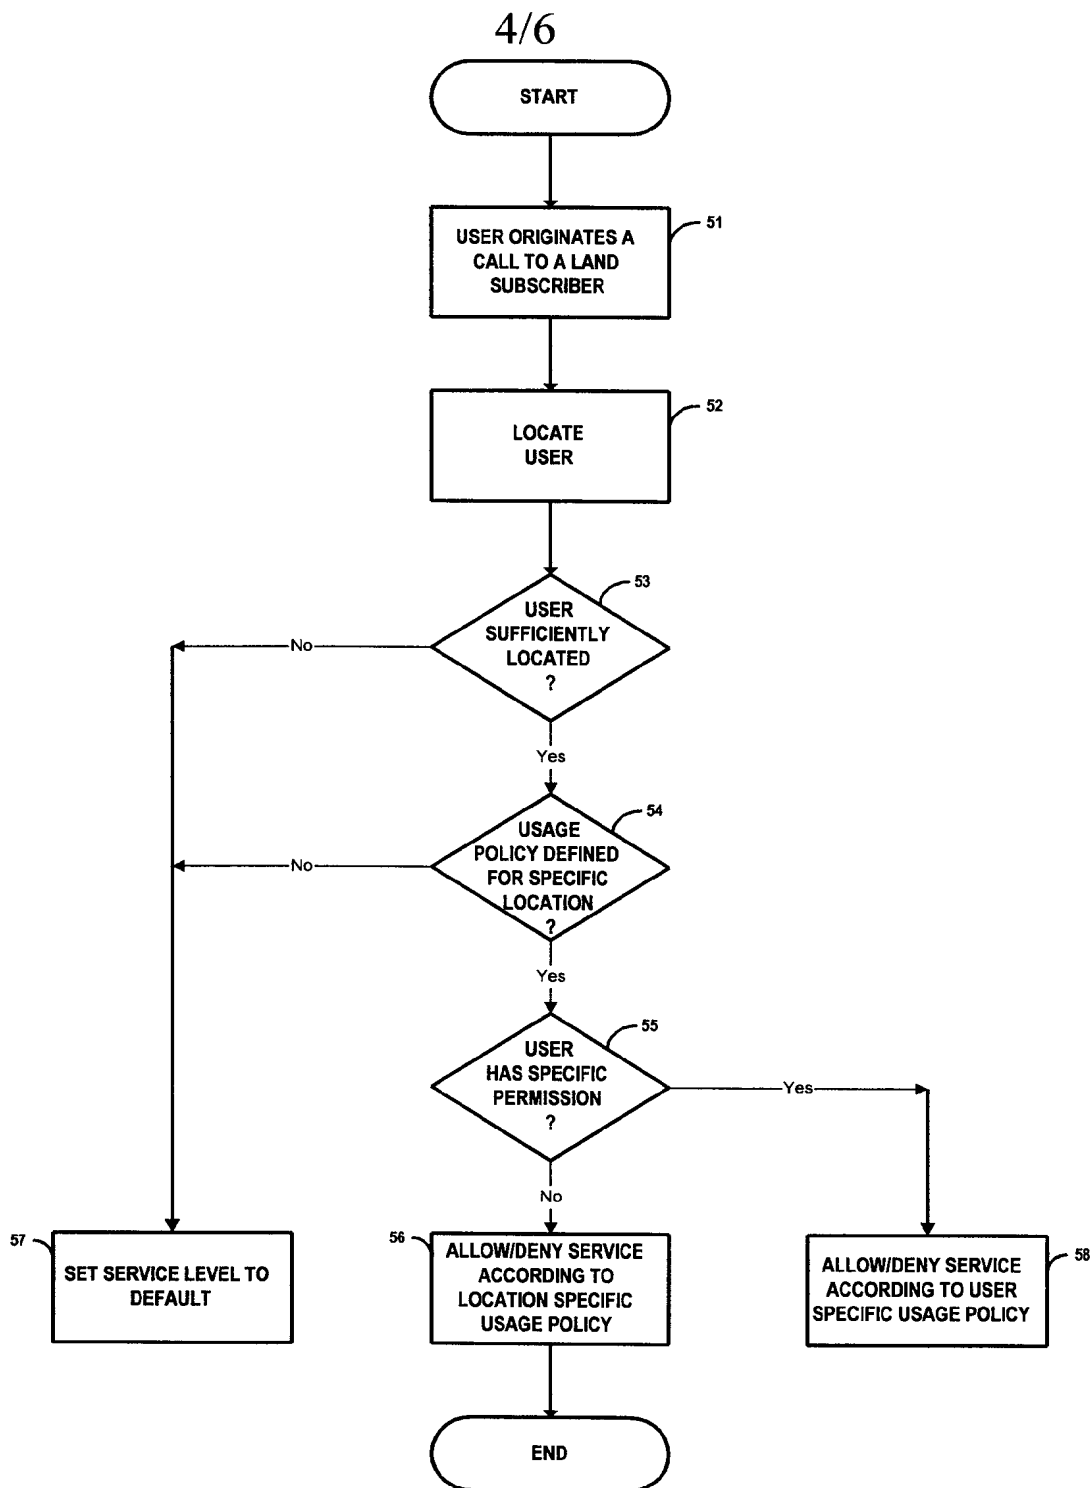 4/6
START
51
USER ORIGINATES A
CALL TO A LAND
SUBSCRIBER
52
LOCATE
USER
53
USER
SUFFICIENTLY
LOCATED
?
No
Yes
54
USAGE
POLICY DEFINED
FOR SPECIFIC
LOCATION
?
No
Yes
55
USER
HAS SPECIFIC
PERMISSION
?
Yes
No
57
SET SERVICE LEVEL TO
DEFAULT
56
ALLOW/DENY SERVICE
ACCORDING TO
LOCATION SPECIFIC
USAGE POLICY
58
ALLOW/DENY SERVICE
ACCORDING TO USER
SPECIFIC USAGE POLICY
END